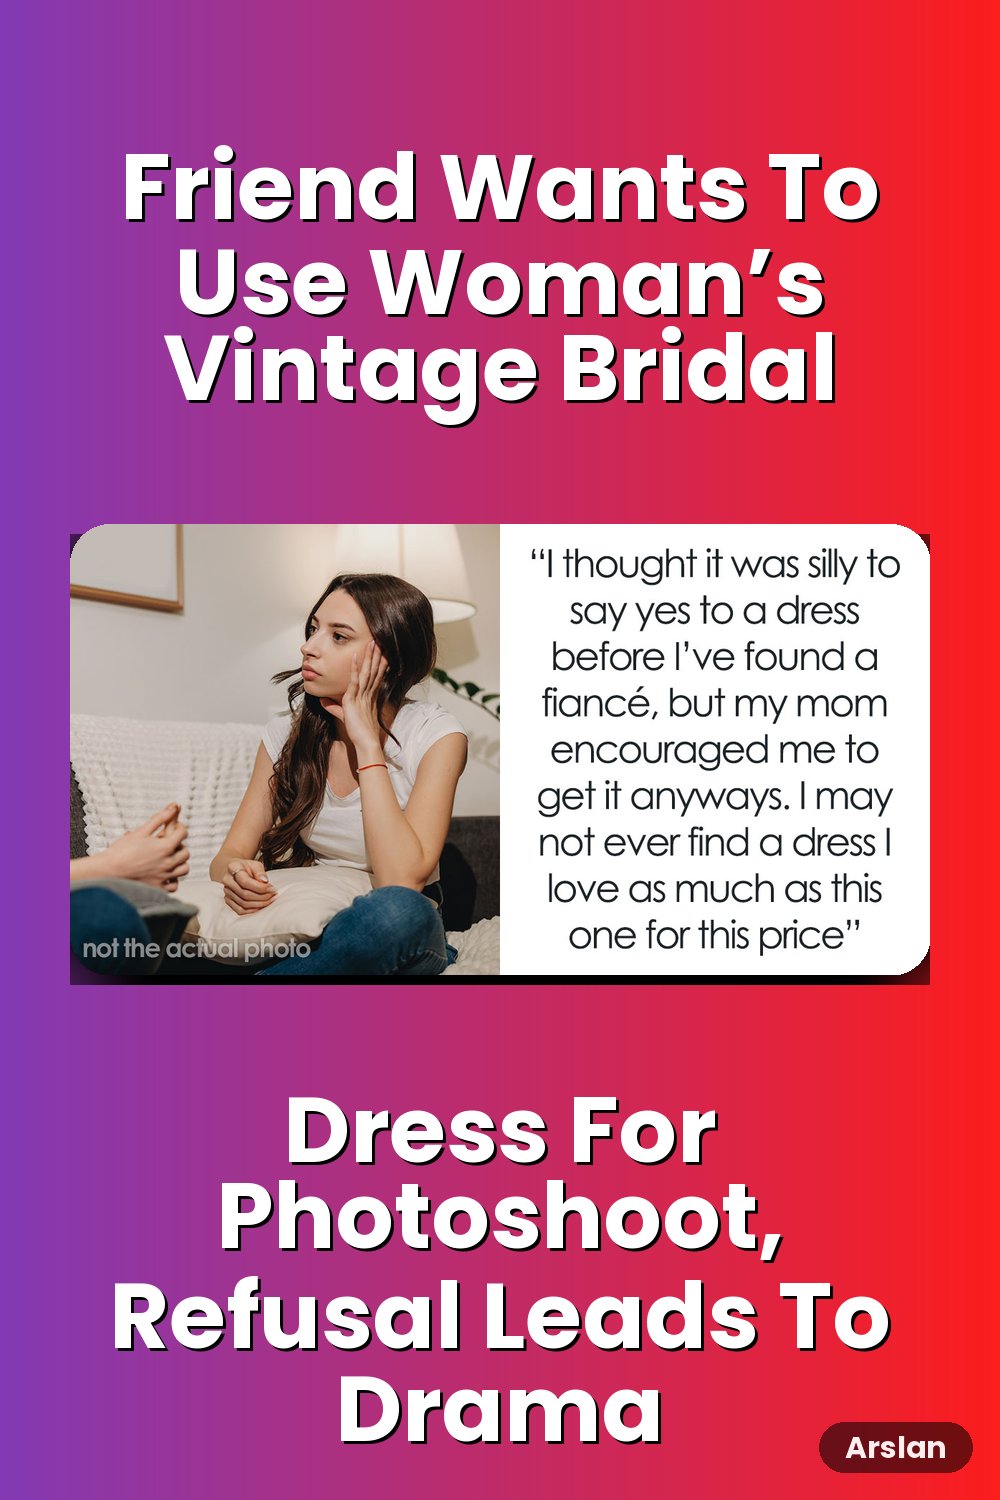 Friend Wants To
Use Woman’s
Vintage Bridal
“I thought it was silly to
say yes to a dress
before I’ve found a
fiancé, but my mom
encouraged me to
get it anyways. I may
not ever find a dress I
love as much as this
one for this price”
not the actual photo
Dress For
Photoshoot,
Refusal Leads To
Drama
Arslan